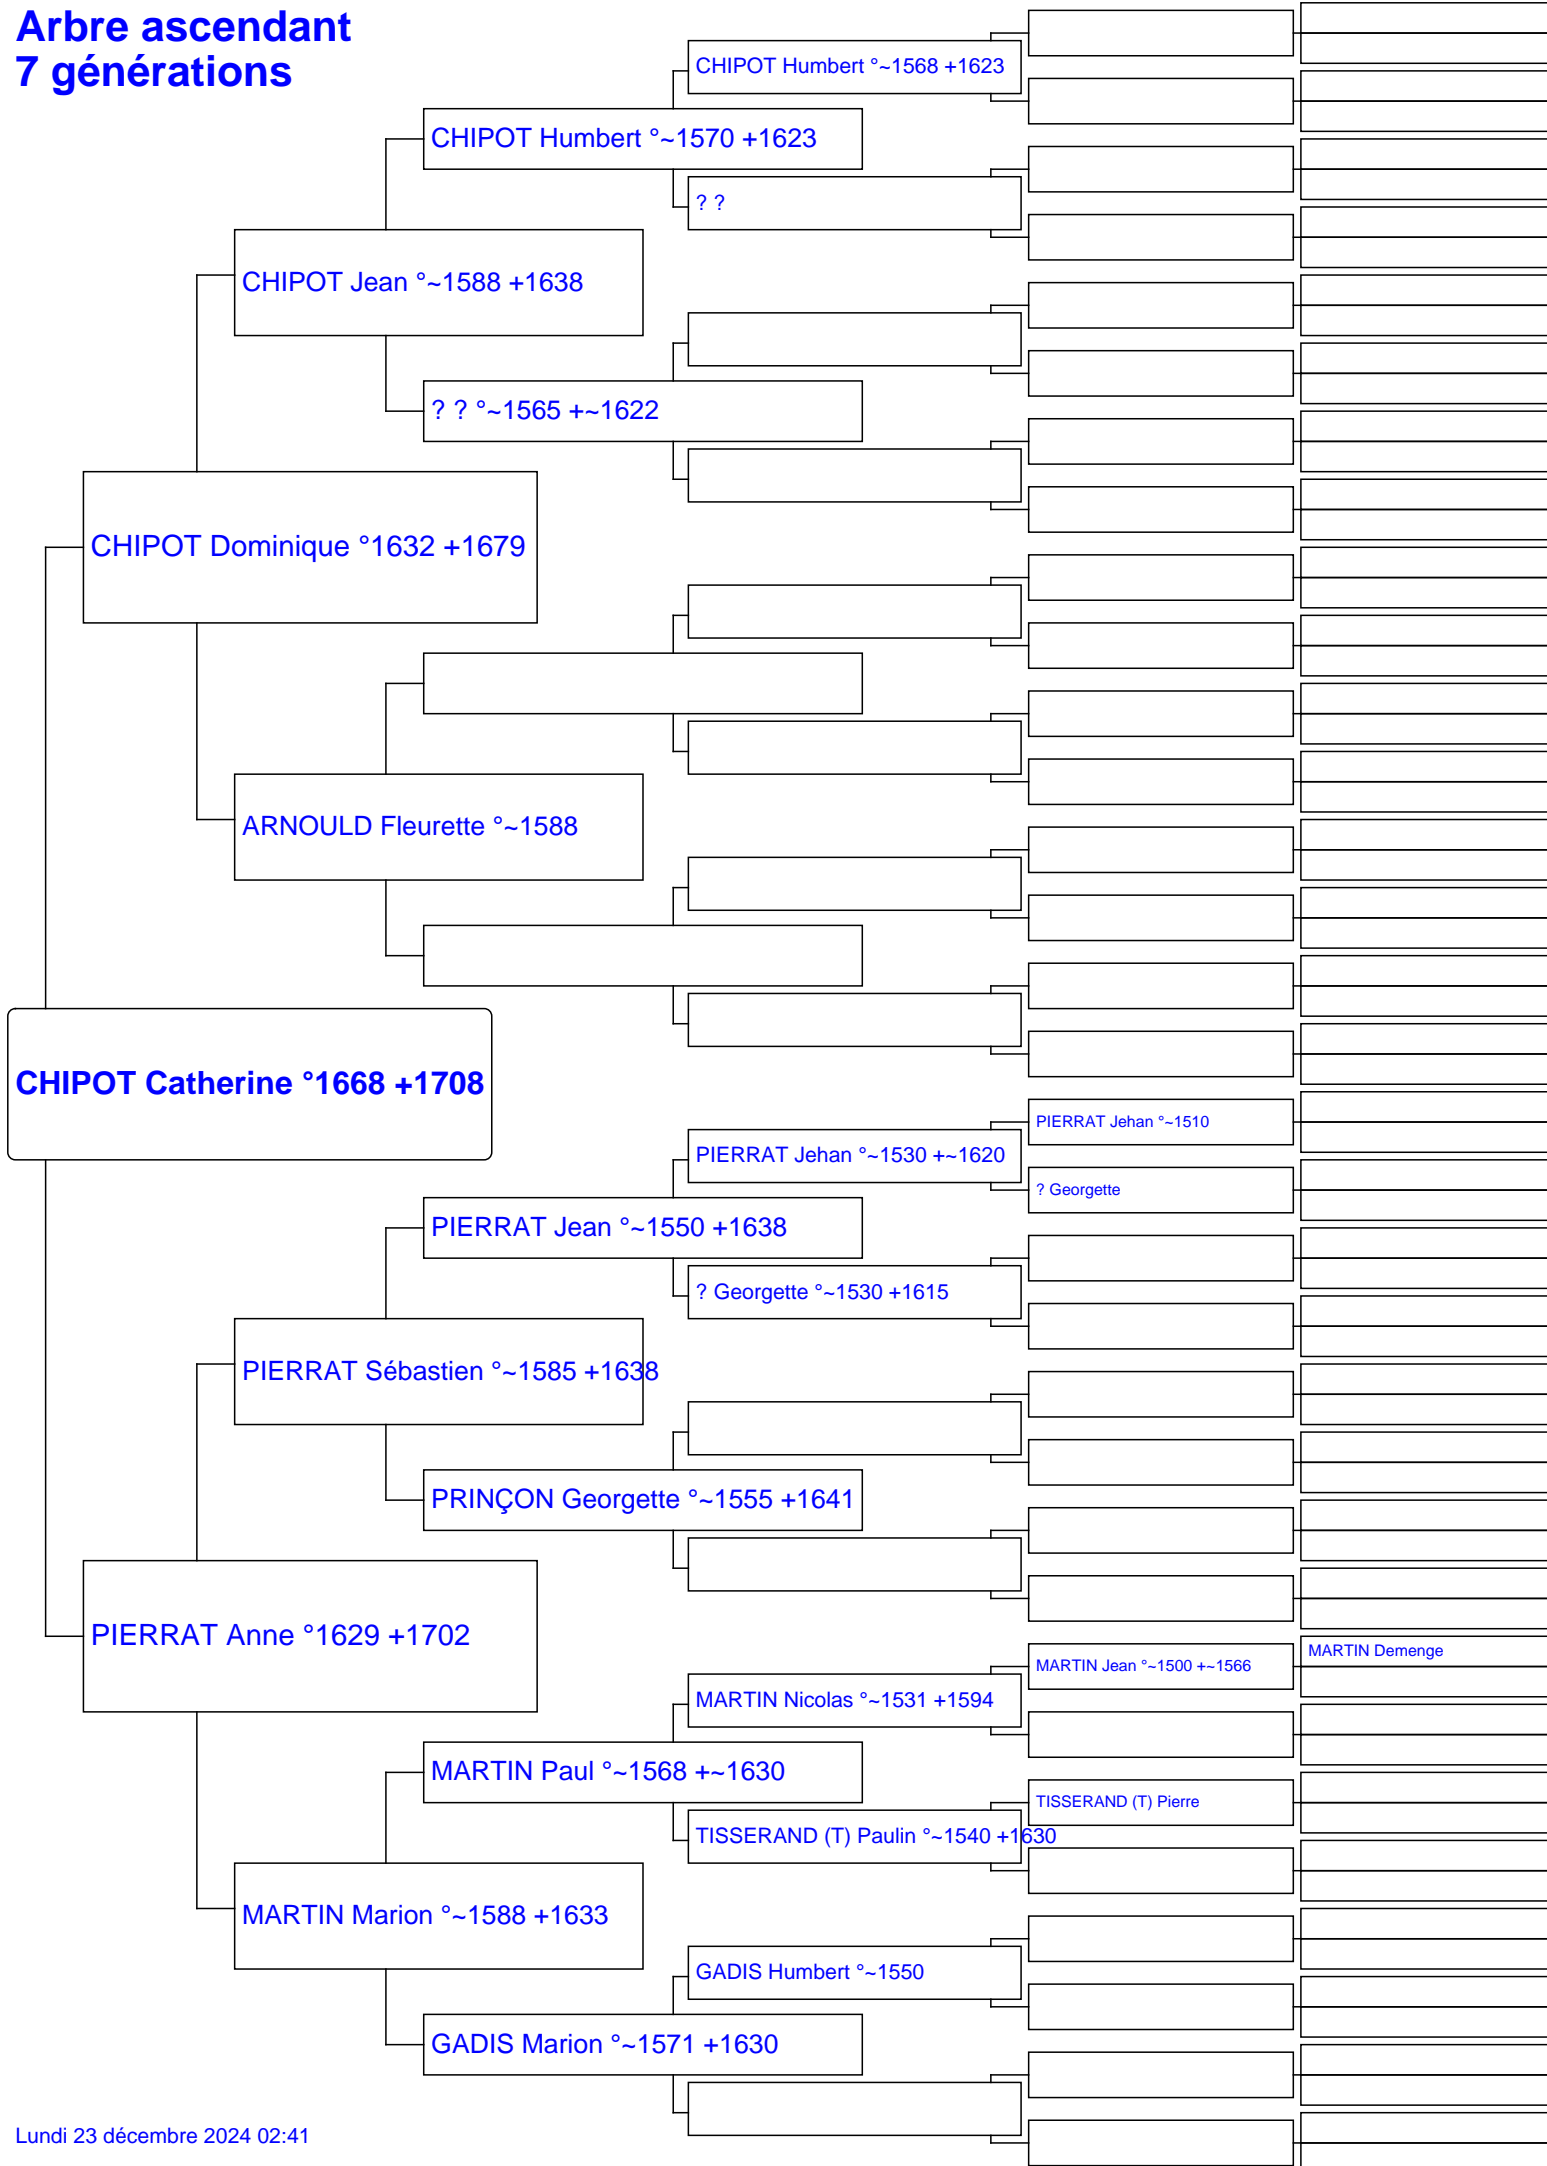 Arbre ascendant
7 générations
CHIPOT Humbert °~1568 +1623
CHIPOT Humbert °~1570 +1623
? ?
CHIPOT Jean °~1588 +1638
? ? °~1565 +~1622
CHIPOT Dominique °1632 +1679
ARNOULD Fleurette °~1588
CHIPOT Catherine °1668 +1708
PIERRAT Jehan °~1510
PIERRAT Jehan °~1530 +~1620
? Georgette
PIERRAT Jean °~1550 +1638
? Georgette °~1530 +1615
PIERRAT Sébastien °~1585 +1638
PRINÇON Georgette °~1555 +1641
PIERRAT Anne °1629 +1702
MARTIN Demenge
MARTIN Jean °~1500 +~1566
MARTIN Nicolas °~1531 +1594
MARTIN Paul °~1568 +~1630
TISSERAND (T) Pierre
TISSERAND (T) Paulin °~1540 +1630
MARTIN Marion °~1588 +1633
GADIS Humbert °~1550
GADIS Marion °~1571 +1630
Lundi 23 décembre 2024 02:41